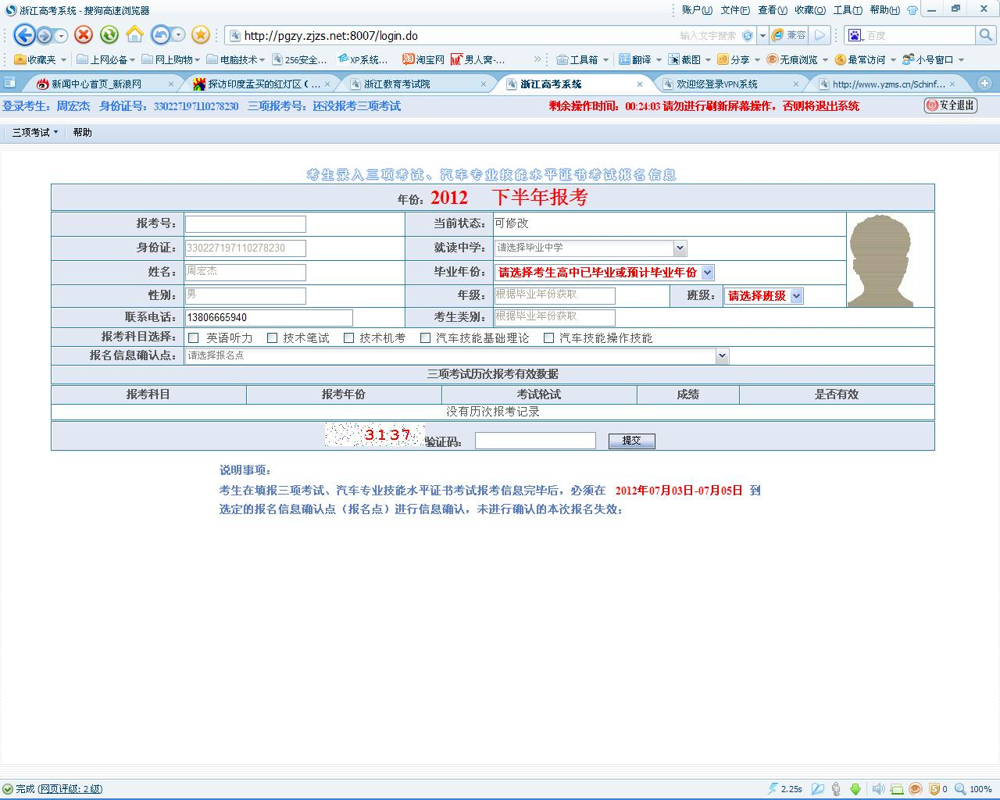 浙江高考系统 - 搜狗高速浏览器
账户(U) 文件(F) 查看(V) 收藏(O) 工具(T) 帮助(H)
http://pgzy.zjzs.net:8007/login.do 输入文字搜索 兼容 百度
收藏夹 上网必备 网上购物 电脑技术 256安全... XP系统... 淘宝网 男人窝-... » 工具箱 翻译 截图 分享 无痕浏览 最常访问 小号窗口
新闻中心首页_新浪网 探访印度孟买的红灯区（... 浙江教育考试院 浙江高考系统 欢迎您登录VPN系统 http://www.yzms.cn/Schinf...
登录考生：周宏杰 身份证号：330227197110278230 三项报考号：还没报考三项考试 剩余操作时间：00:24:03 请勿进行刷新屏幕操作，否则将退出系统 安全退出
三项考试 帮助
考生录入三项考试、汽车专业技能水平证书考试报名信息
年份：2012 下半年报考
报考号： 当前状态：可修改
身份证：330227197110278230 就读中学：请选择毕业中学
姓名：周宏杰 毕业年份：请选择考生高中已毕业或预计毕业年份
性别：男 年级：根据毕业年份获取 班级：请选择班级
联系电话：13806665940 考生类别：根据毕业年份获取
报考科目选择： 英语听力 技术笔试 技术机考 汽车技能基础理论 汽车技能操作技能
报名信息确认点：请选择报名点
三项考试历次报考有效数据
报考科目 报考年份 考试轮试 成绩 是否有效
没有历次报考记录
3137 验证码： 提交
说明事项：
考生在填报三项考试、汽车专业技能水平证书考试报考信息完毕后，必须在 2012年07月03日-07月05日 到
选定的报名信息确认点（报名点）进行信息确认，未进行确认的本次报名失效；
完成 (网页评级: 2 级) 2.25s 0 100%